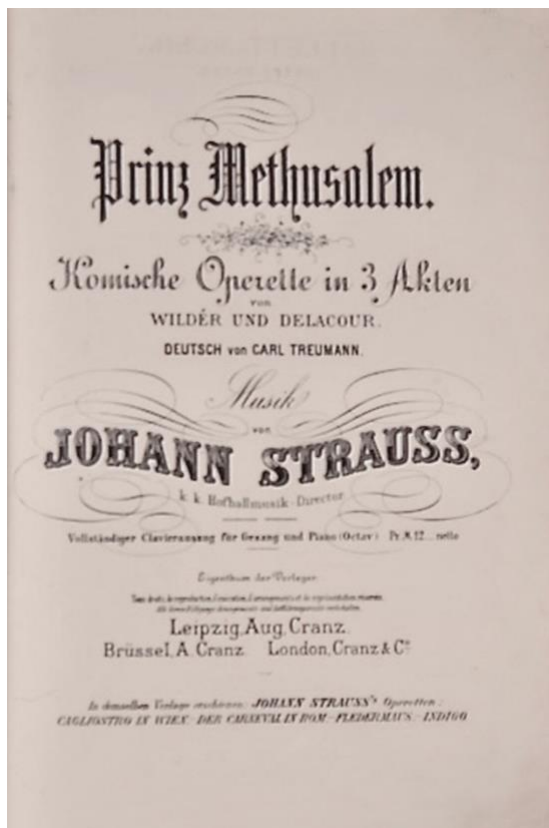 Prinz Methusalem.
Komische Operette in 3 Akten
von
WILDÉR UND DELACOUR.
DEUTSCH von CARL TREUMANN.
Musik
von
JOHANN STRAUSS,
k. k. Hofballmusik-Director
Vollständiger Clavierauszug für Gesang und Piano (Octav) Pr. M. 12 netto
Eigenthum der Verleger.
Leipzig, Aug. Cranz.
Brüssel, A. Cranz London, Cranz & Cº
In demselben Verlage erschienen: JOHANN STRAUSS's Operetten:
CAGLIOSTRO IN WIEN - DER CARNEVAL IN ROM - FLEDERMAUS - INDIGO